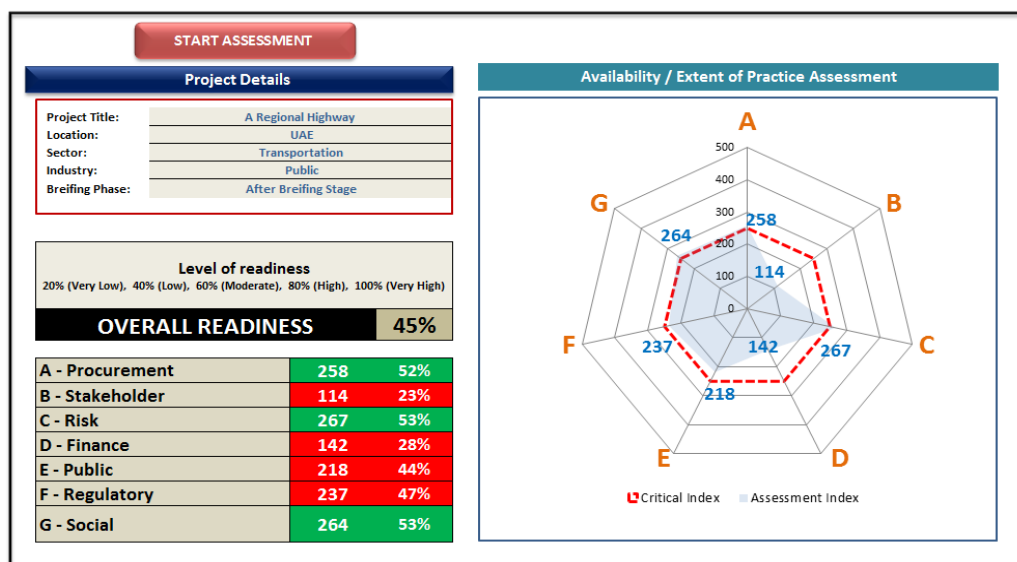 START ASSESSMENT
Project Details
Project Title: A Regional Highway
Location: UAE
Sector: Transportation
Industry: Public
Breifing Phase: After Breifing Stage
Level of readiness
20% (Very Low), 40% (Low), 60% (Moderate), 80% (High), 100% (Very High)
OVERALL READINESS 45%
A - Procurement 258 52%
B - Stakeholder 114 23%
C - Risk 267 53%
D - Finance 142 28%
E - Public 218 44%
F - Regulatory 237 47%
G - Social 264 53%
Availability / Extent of Practice Assessment
A
500
400
G
B
300
258
264
200
114
100
0
F
237
142
267
C
218
E
D
Critical Index
Assessment Index